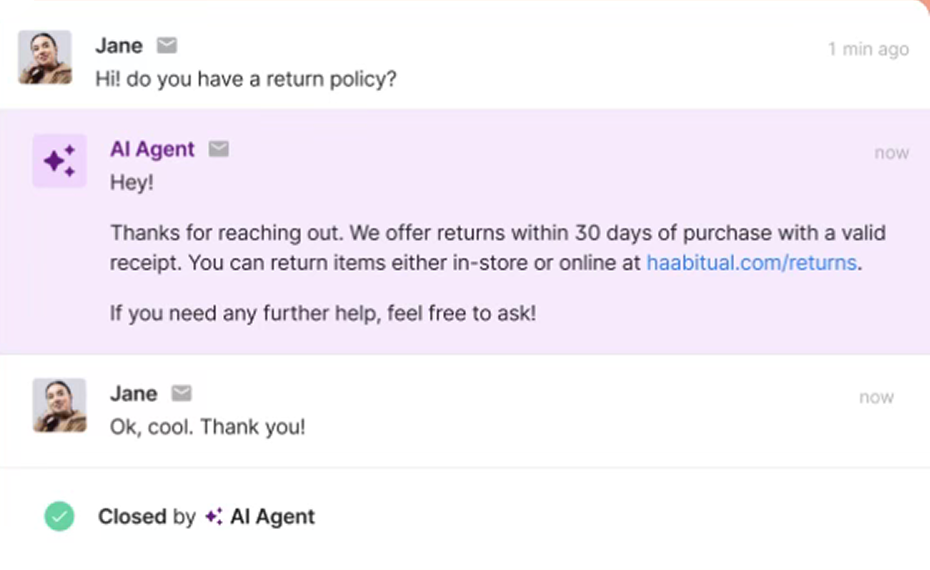 Jane
1 min ago
Hi! do you have a return policy?
AI Agent
now
Hey!
Thanks for reaching out. We offer returns within 30 days of purchase with a valid
receipt. You can return items either in-store or online at haabitual.com/returns.
If you need any further help, feel free to ask!
Jane
now
Ok, cool. Thank you!
Closed by AI Agent